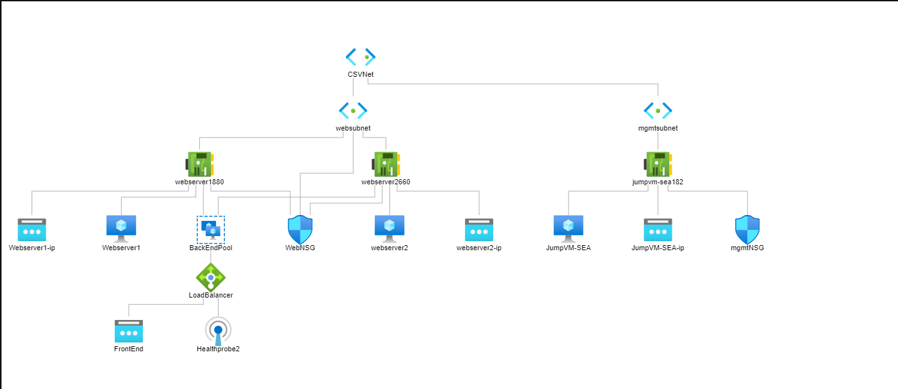 CSVNet
websubnet
mgmtsubnet
webserver1880
webserver2660
jumpvm-sea182
Webserver1-ip
Webserver1
BackEndPool
WebNSG
webserver2
webserver2-ip
JumpVM-SEA
JumpVM-SEA-ip
mgmtNSG
LoadBalancer
FrontEnd
Healthprobe2